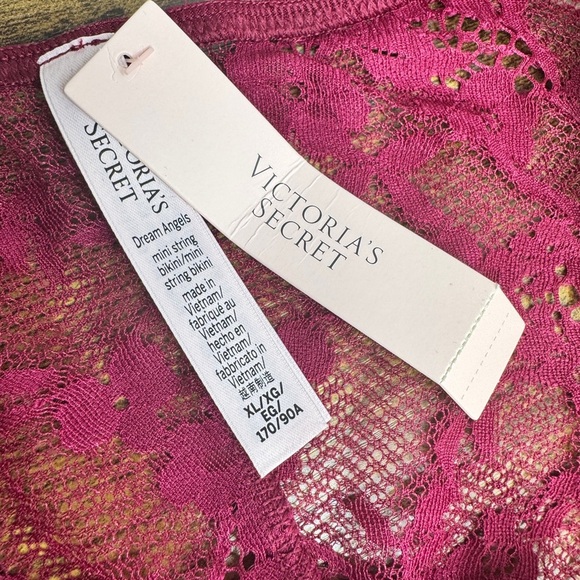 VICTORIA'S
SECRET
ORIA'S
SECRET
Dream Angels
mini string
bikini/mini
string bikini
made in
Vietnam/
fabriqué au
Vietnam/
hecho en
Vietnam/
fabbricato in
Vietnam/
越南制造
XL/XG/
EG/
170/90A